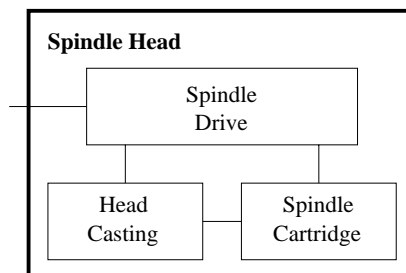 Spindle Head
Spindle
Drive
Head
Casting
Spindle
Cartridge